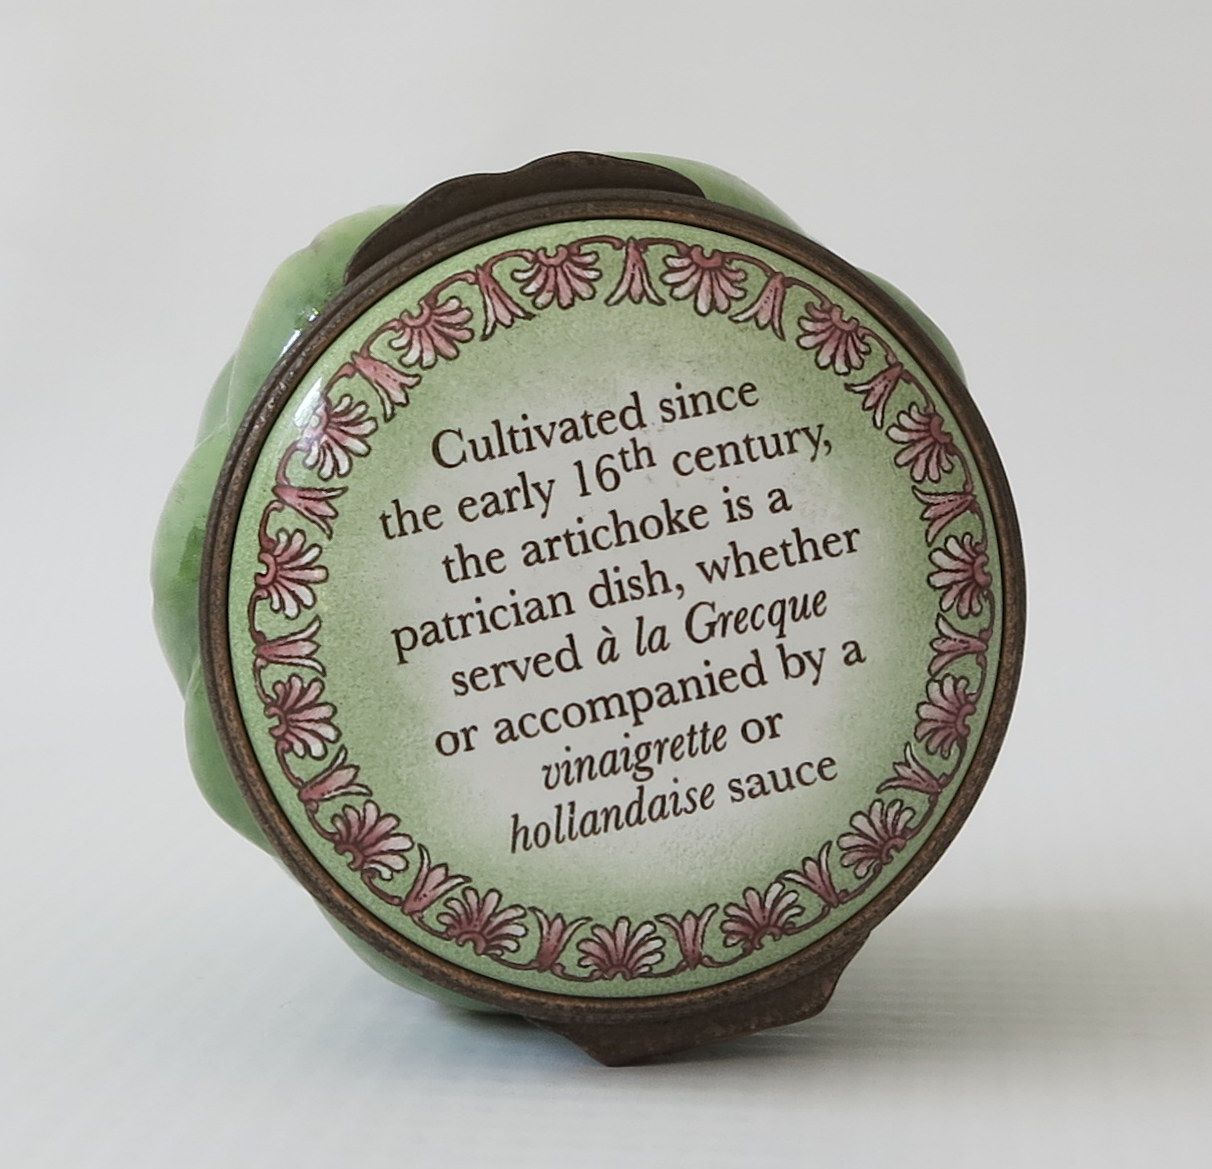 Cultivated since
the early 16th century,
the artichoke is a
patrician dish, whether
served à la Grecque
or accompanied by a
vinaigrette or
hollandaise sauce